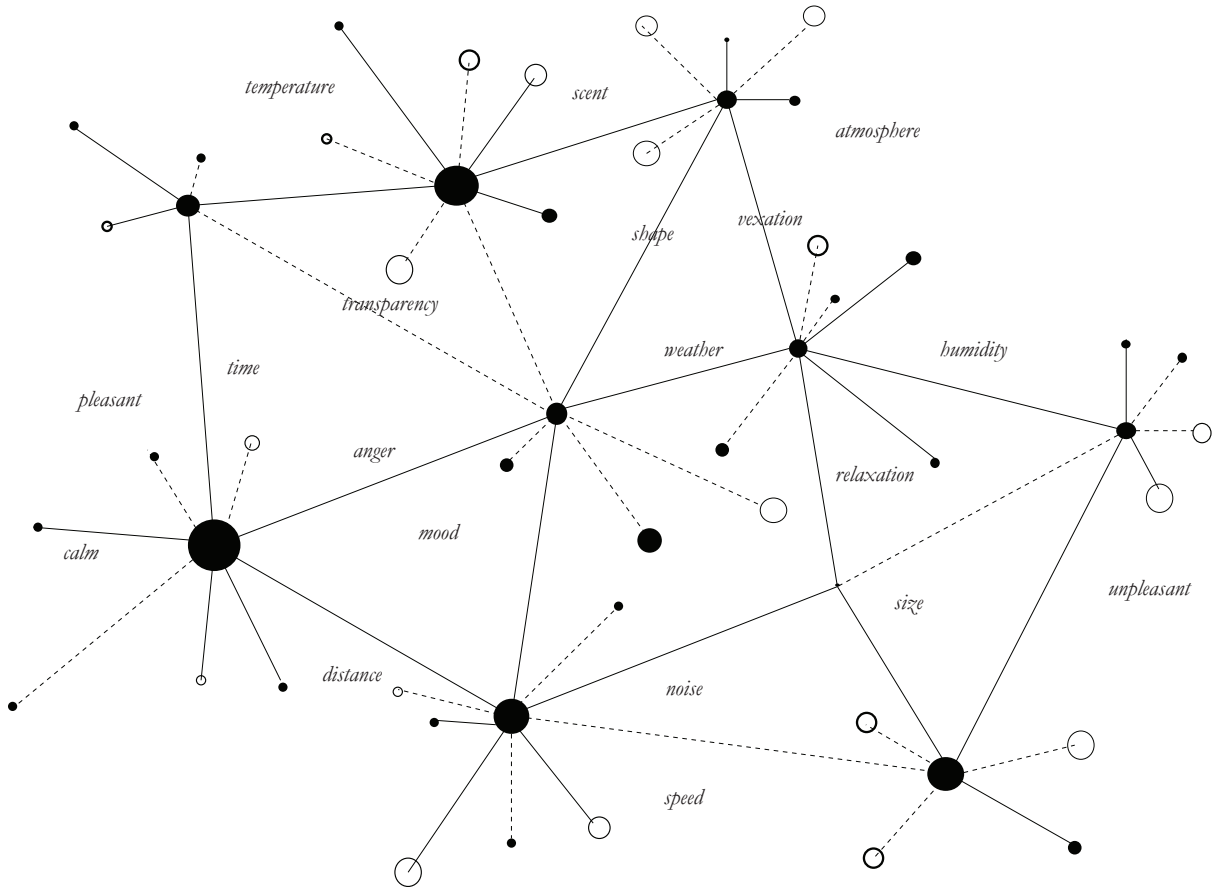 temperature
scent
atmosphere
vexation
shape
transparency
weather
humidity
time
pleasant
anger
relaxation
mood
calm
unpleasant
size
distance
noise
speed